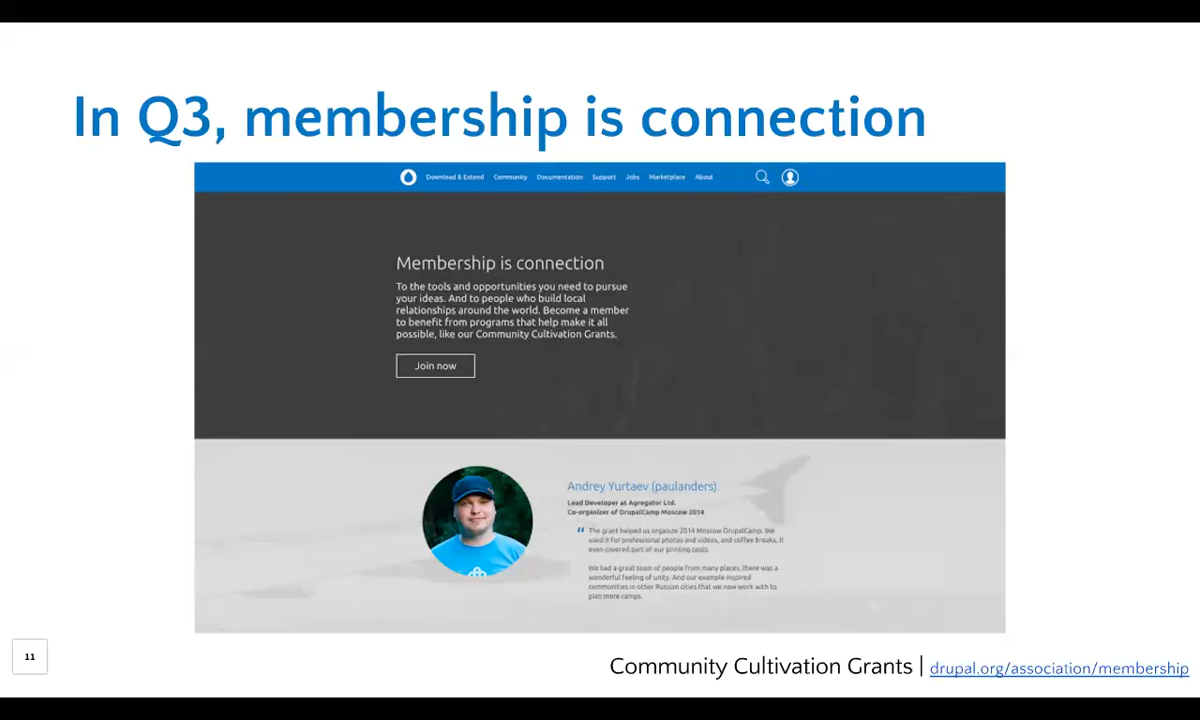 In Q3, membership is connection
Download & Extend Community Documentation Support Jobs Marketplace About
Membership is connection
To the tools and opportunities you need to pursue
your ideas. And to people who build local
relationships around the world. Become a member
to benefit from programs that help make it all
possible, like our Community Cultivation Grants.
Join now
Andrey Yurtaev (paulanders)
Lead Developer at Agregator Ltd.
Co-organizer of DrupalCamp Moscow 2014
" The grant helped us organize 2014 Moscow DrupalCamp. We
used it for professional photos and videos, and coffee breaks, it
even covered part of our printing costs.
We had a great team of people from many places, there was a
wonderful feeling of unity. And our example inspired
communities in other Russian cities that we now work with to
plan more camps.
11
Community Cultivation Grants | drupal.org/association/membership